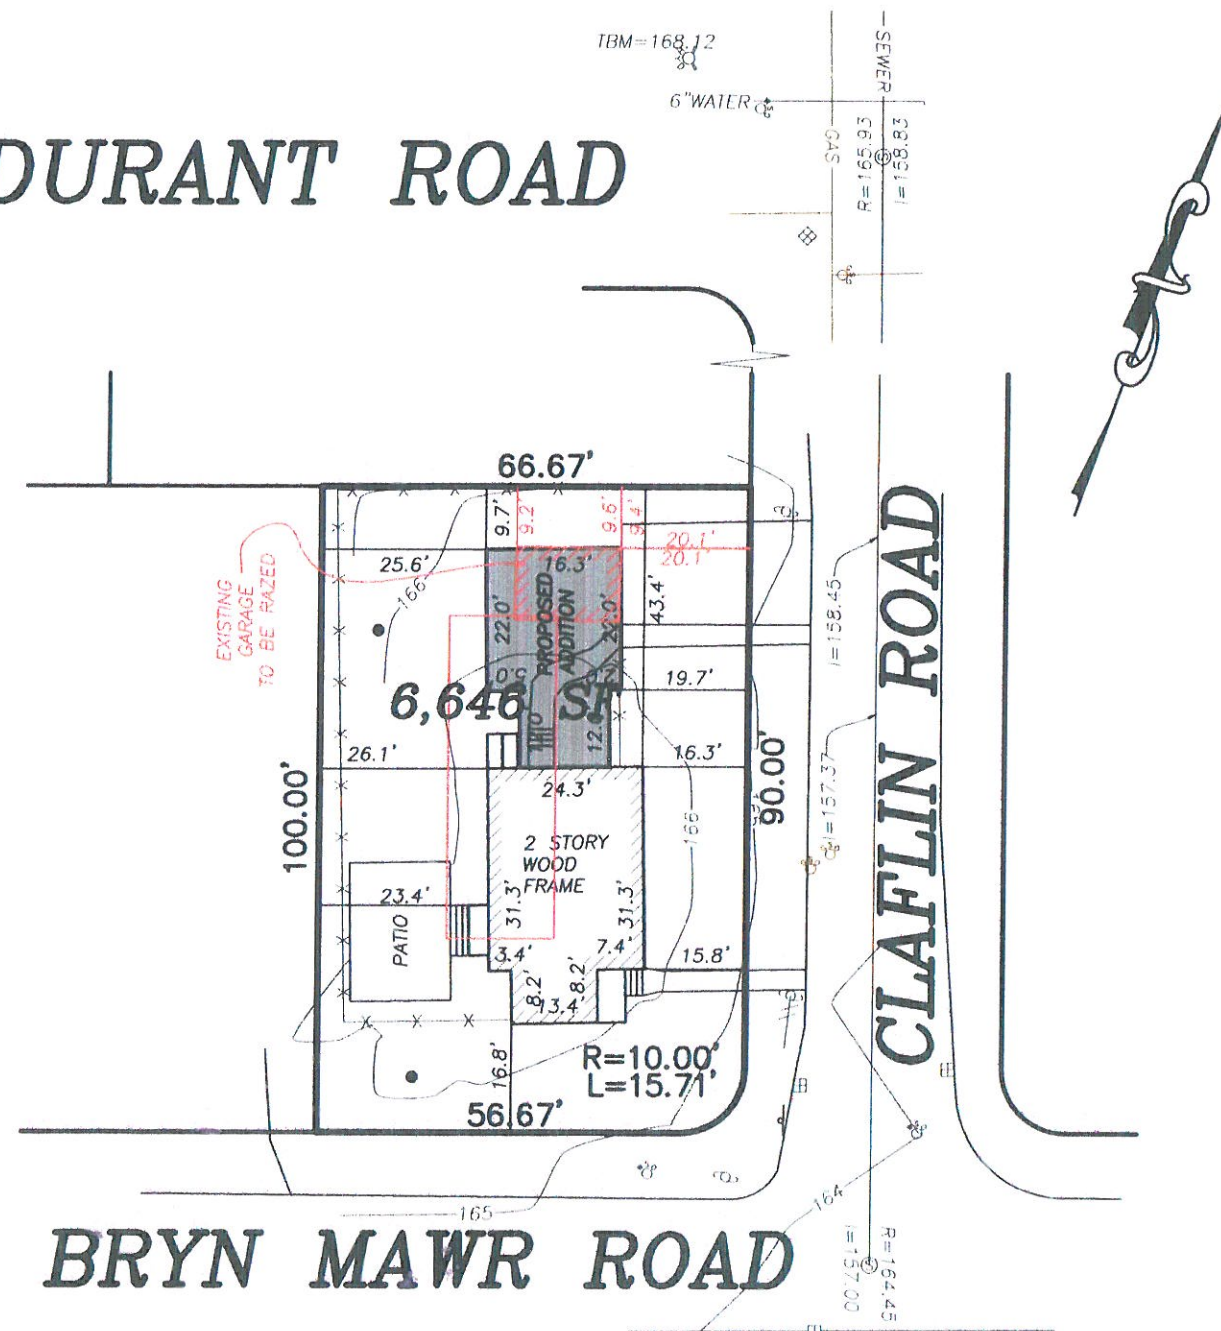 TBM=168.12
6"WATER
SEWER
GAS
R=165.93
I=158.83
DURANT ROAD
66.67'
9.7'
9.2'
9.6'
9.4'
20.1'
20.1
25.6'
16.3'
166
EXISTING
GARAGE
TO BE RAZED
22.0'
PROPOSED
ADDITION
22.0'
43.4'
I=158.45
5.0'
19.7'
6,646 SF
26.1'
16.3'
24.3'
100.00'
90.00'
I=157.37
166
2 STORY
WOOD
FRAME
CLAFLIN ROAD
23.4'
31.3'
31.3'
PATIO
3.4'
7.4'
15.8'
8.2'
8.2'
13.4'
16.8'
R=10.00'
L=15.71'
56.67'
165
164
BRYN MAWR ROAD
R=164.45
I=157.00